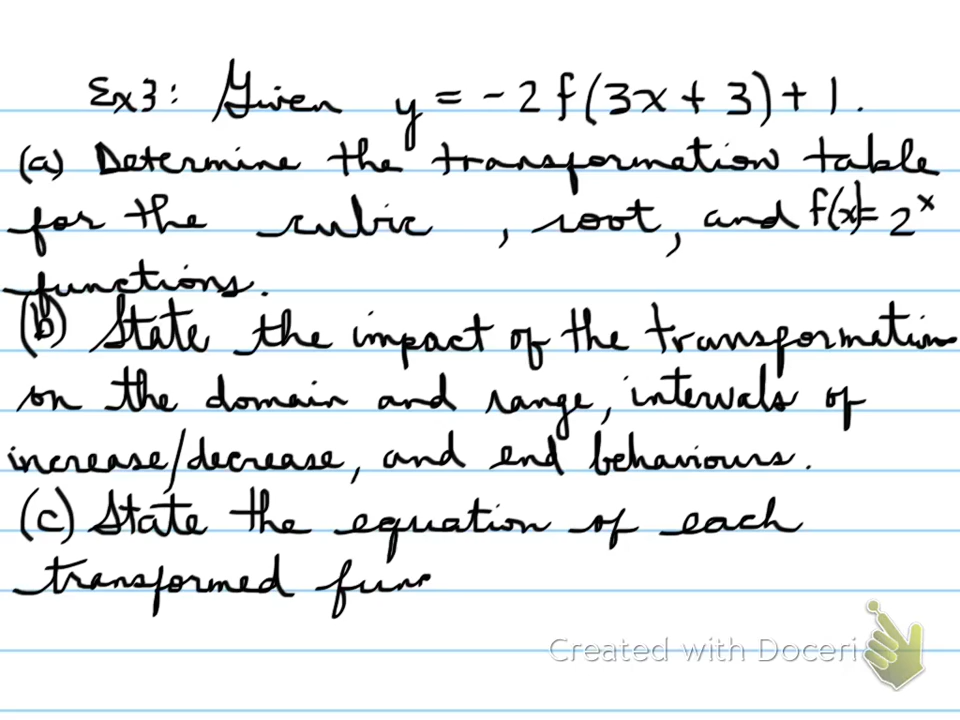 Ex3: Given y = -2f(3x + 3) + 1.
(a) Determine the transformation table
for the cubic , root, and f(x)= 2^x
functions.
(b) State the impact of the transformation
on the domain and range, intervals of
increase/decrease, and end behaviours.
(c) State the equation of each
transformed func
Created with Doceri